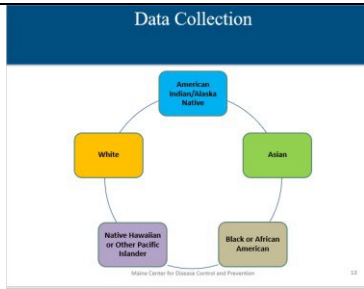 Data Collection
American
Indian/Alaska
Native
White
Asian
Native Hawaiian
or Other Pacific
Islander
Black or African
American
Maine Center for Disease Control and Prevention
12